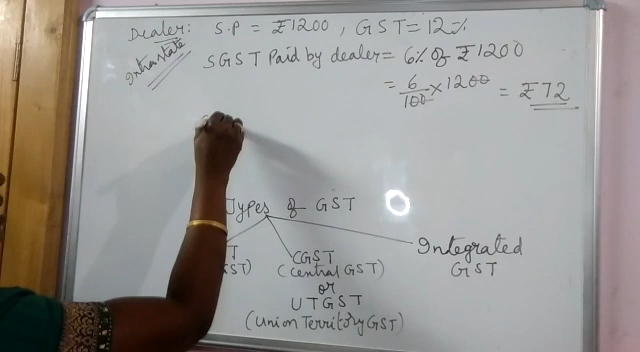 Dealer: S.P = ₹1200, GST = 12%
Intrastate
SGST Paid by dealer = 6% of ₹1200
= 6/100 × 1200 = ₹72
Types of GST
Integrated
GST
CGST
(Central GST)
or
UTGST
(Union Territory GST)